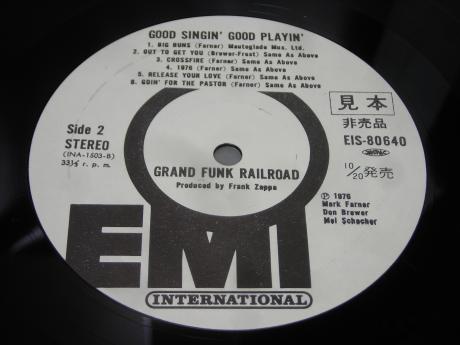 GOOD SINGIN' GOOD PLAYIN'
1. BIG BUNS (Farner) Mautoglade Mus. Ltd.
2. OUT TO GET YOU (Brewer-Frost) Same As Above
3. CROSSFIRE (Farner) Same As Above
4. 1976 (Farner) Same As Above
5. RELEASE YOUR LOVE (Farner) Same As Above
6. GOIN' FOR THE PASTOR (Farner) Same As Above
見本
非売品
Side 2
STEREO
(INA-1503-B)
33⅓ r. p. m.
EIS-80640
10/20発売
GRAND FUNK RAILROAD
Produced by Frank Zappa
Ⓟ 1976
Mark Farner
Don Brewer
Mel Schacher
EMI
INTERNATIONAL